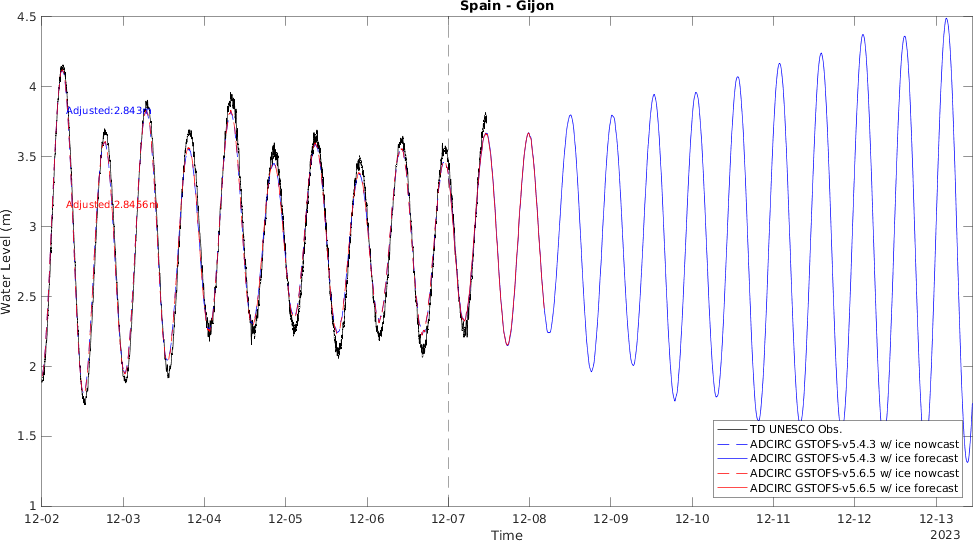 Spain - Gijon
4.5
4
3.5
3
2.5
2
1.5
1
Water Level (m)
Adjusted:2.843m
Adjusted:2.8456m
TD UNESCO Obs.
ADCIRC GSTOFS-v5.4.3 w/ ice nowcast
ADCIRC GSTOFS-v5.4.3 w/ ice forecast
ADCIRC GSTOFS-v5.6.5 w/ ice nowcast
ADCIRC GSTOFS-v5.6.5 w/ ice forecast
12-02 12-03 12-04 12-05 12-06 12-07 12-08 12-09 12-10 12-11 12-12 12-13
Time
2023